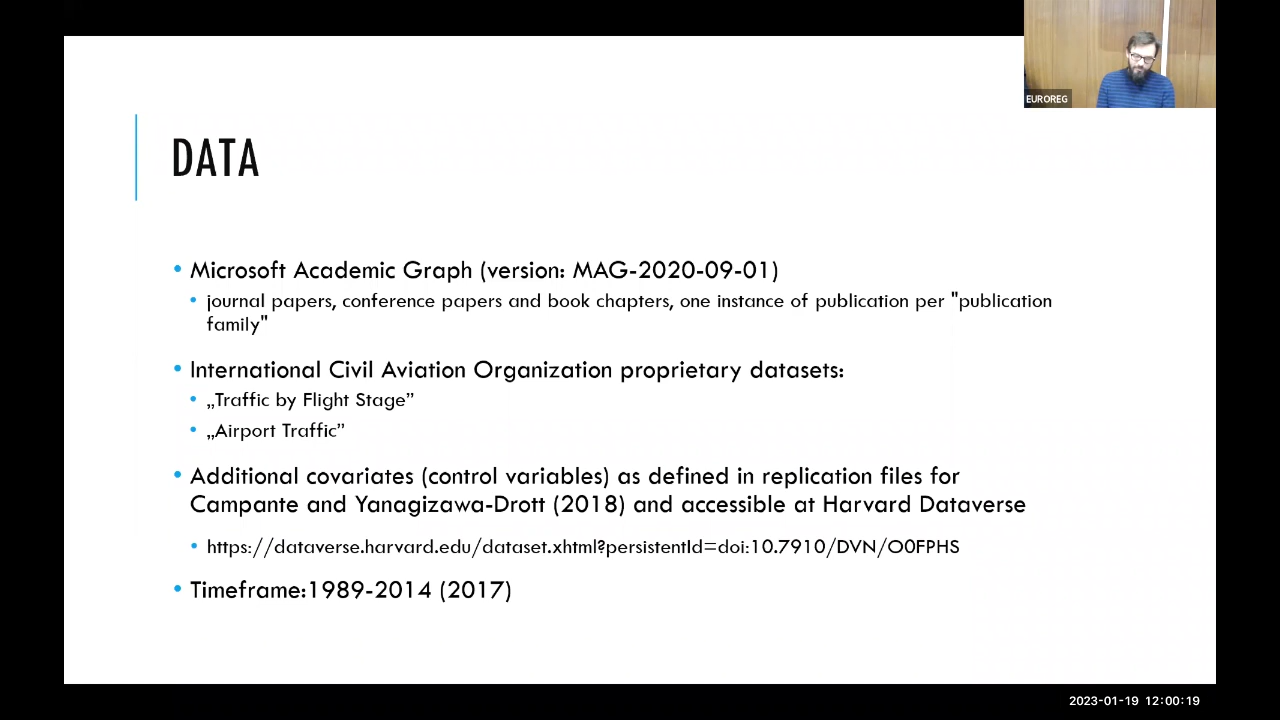 EUROREG
DATA
• Microsoft Academic Graph (version: MAG-2020-09-01)
• journal papers, conference papers and book chapters, one instance of publication per "publication
family"
• International Civil Aviation Organization proprietary datasets:
• „Traffic by Flight Stage”
• „Airport Traffic”
• Additional covariates (control variables) as defined in replication files for
Campante and Yanagizawa-Drott (2018) and accessible at Harvard Dataverse
• https://dataverse.harvard.edu/dataset.xhtml?persistentId=doi:10.7910/DVN/O0FPHS
• Timeframe:1989-2014 (2017)
2023-01-19 12:00:19